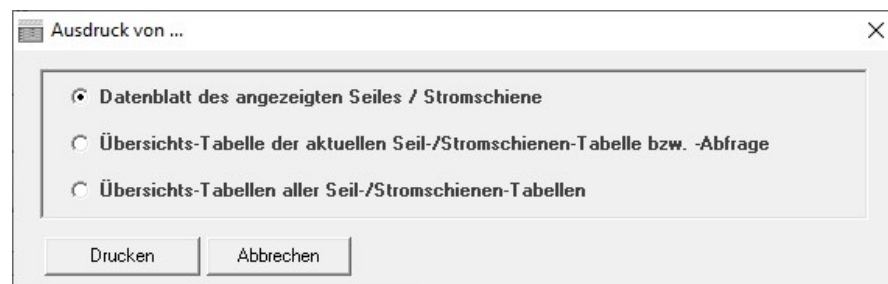 Ausdruck von ...
Datenblatt des angezeigten Seiles / Stromschiene
Übersichts-Tabelle der aktuellen Seil-/Stromschienen-Tabelle bzw. -Abfrage
Übersichts-Tabellen aller Seil-/Stromschienen-Tabellen
Drucken Abbrechen